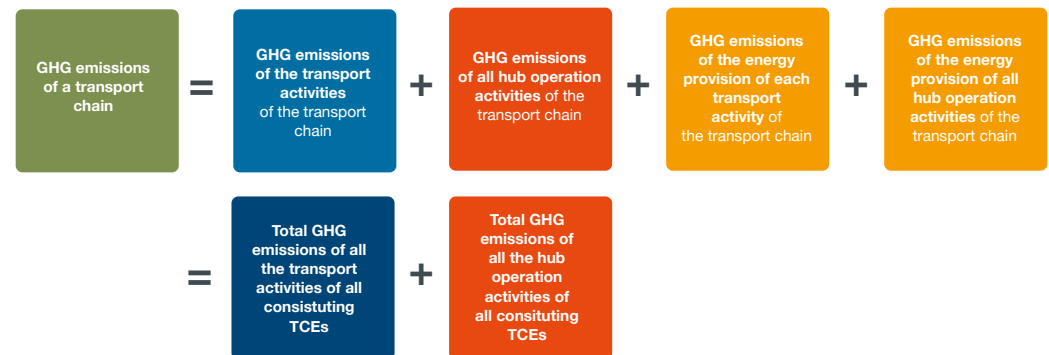 GHG emissions
of a transport
chain
=
GHG emissions
of the transport
activities
of the transport
chain
+
GHG emissions
of all hub operation
activities of the
transport chain
+
GHG emissions
of the energy
provision of each
transport
activity of
the transport chain
+
GHG emissions
of the energy
provision of all
hub operation
activities of the
transport chain
=
Total GHG
emissions of all
the transport
activities of all
consistuting
TCEs
+
Total GHG
emissions of
all the hub
operation
activities of
all consituting
TCEs